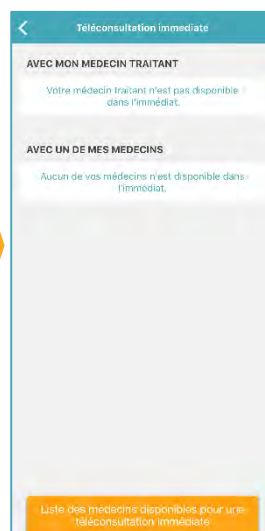 Téléconsultation immediate
AVEC MON MEDECIN TRAITANT
Votre médecin traitant n'est pas disponible
dans l'immédiat.
AVEC UN DE MES MEDECINS
Aucun de vos médecins n'est disponible dans
l'immédiat.
Liste des médecins disponibles pour une
téléconsultation immédiate